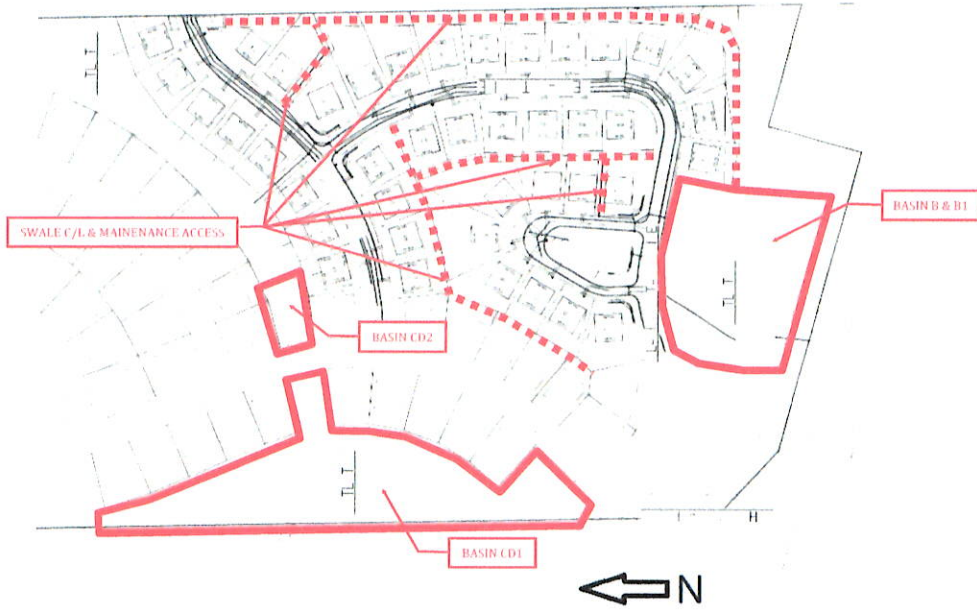 BASIN B & B1
SWALE C/L & MAINENANCE ACCESS
BASIN CD2
BASIN CD1
H
N